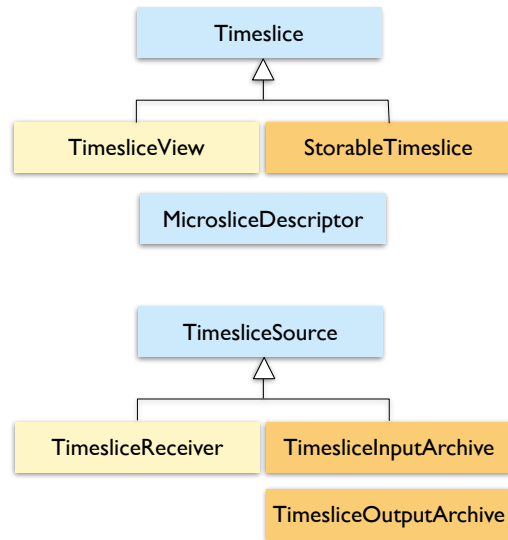 Timeslice
TimesliceView
StorableTimeslice
MicrosliceDescriptor
TimesliceSource
TimesliceReceiver
TimesliceInputArchive
TimesliceOutputArchive